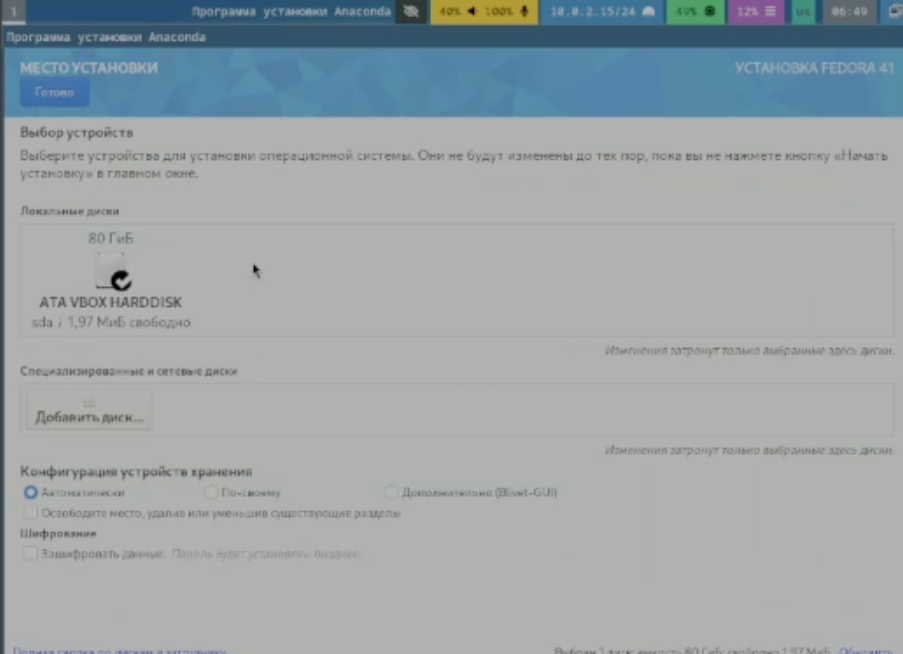 1 Программа установки Anaconda 40% 100% 10.0.2.15/24 49% 12% us 06:49
Программа установки Anaconda
МЕСТО УСТАНОВКИ УСТАНОВКА FEDORA 41
Готово
Выбор устройств
Выберите устройства для установки операционной системы. Они не будут изменены до тех пор, пока вы не нажмете кнопку «Начать
установку» в главном окне.
Локальные диски
80 ГиБ
ATA VBOX HARDDISK
sda / 1,97 МиБ свободно
Изменения затронут только выбранные здесь диски.
Специализированные и сетевые диски
Добавить диск...
Изменения затронут только выбранные здесь диски.
Конфигурация устройств хранения
Автоматически По-своему Дополнительно (Blivet-GUI)
Освободите место, удалив или уменьшив существующие разделы
Шифрование
Зашифровать данные. Пароль будет установлен позднее.
Полная сводка по дискам и загрузчику Выбран 1 диск; емкость 80 ГиБ; свободно 1,97 МиБ Обновить